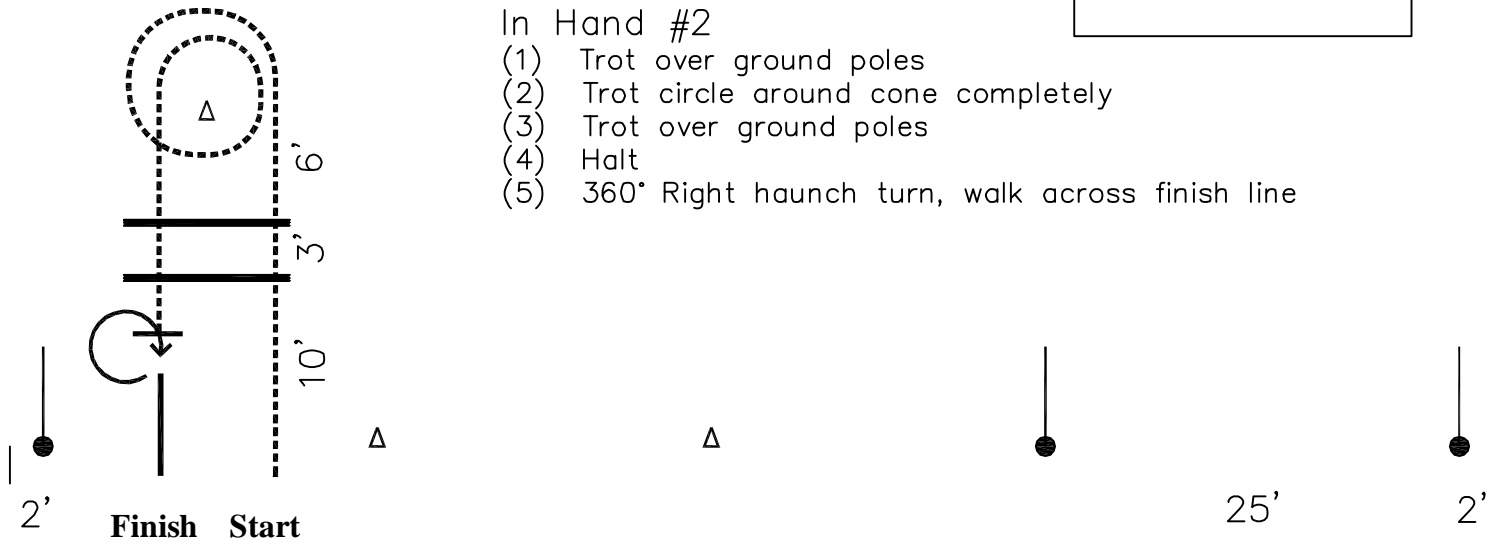 In Hand #2
(1) Trot over ground poles
(2) Trot circle around cone completely
(3) Trot over ground poles
(4) Halt
(5) 360° Right haunch turn, walk across finish line
6'
3'
10'
2'
25'
2'
Finish Start